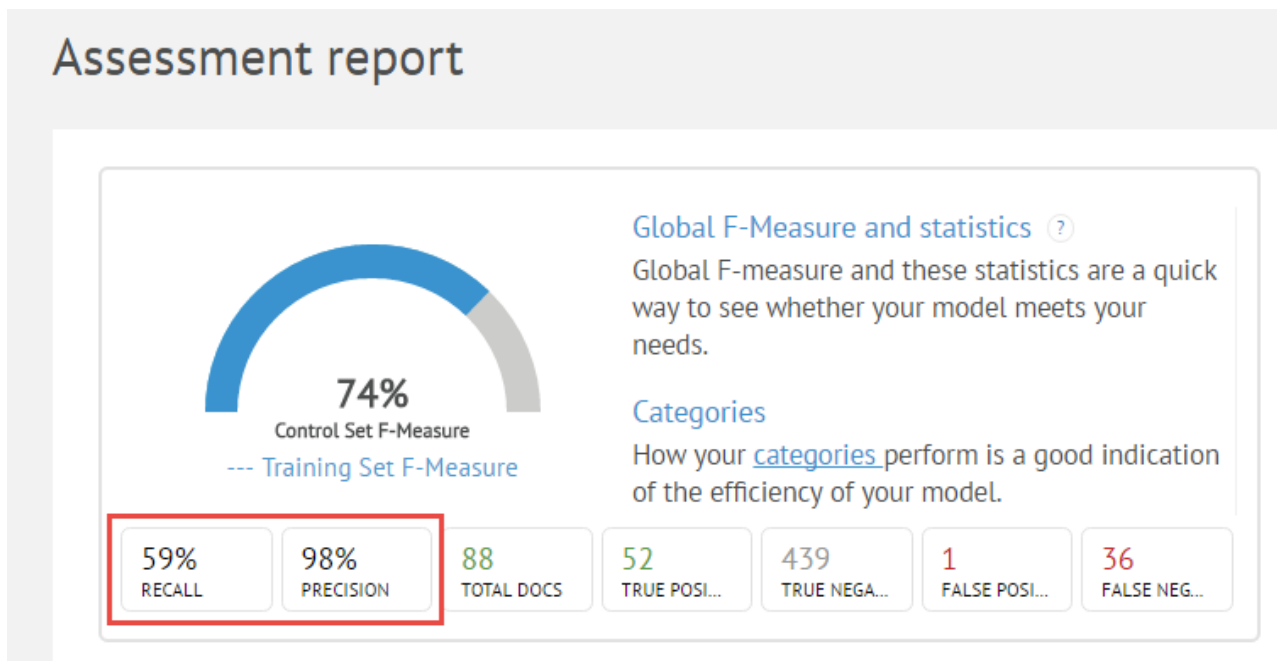 Assessment report
Global F-Measure and statistics ?
Global F-measure and these statistics are a quick
way to see whether your model meets your
needs.
74%
Control Set F-Measure
--- Training Set F-Measure
Categories
How your categories performs is a good indication
of the efficiency of your model.
59%
RECALL
98%
PRECISION
88
TOTAL DOCS
52
TRUE POSI...
439
TRUE NEGA...
1
FALSE POSI...
36
FALSE NEG...